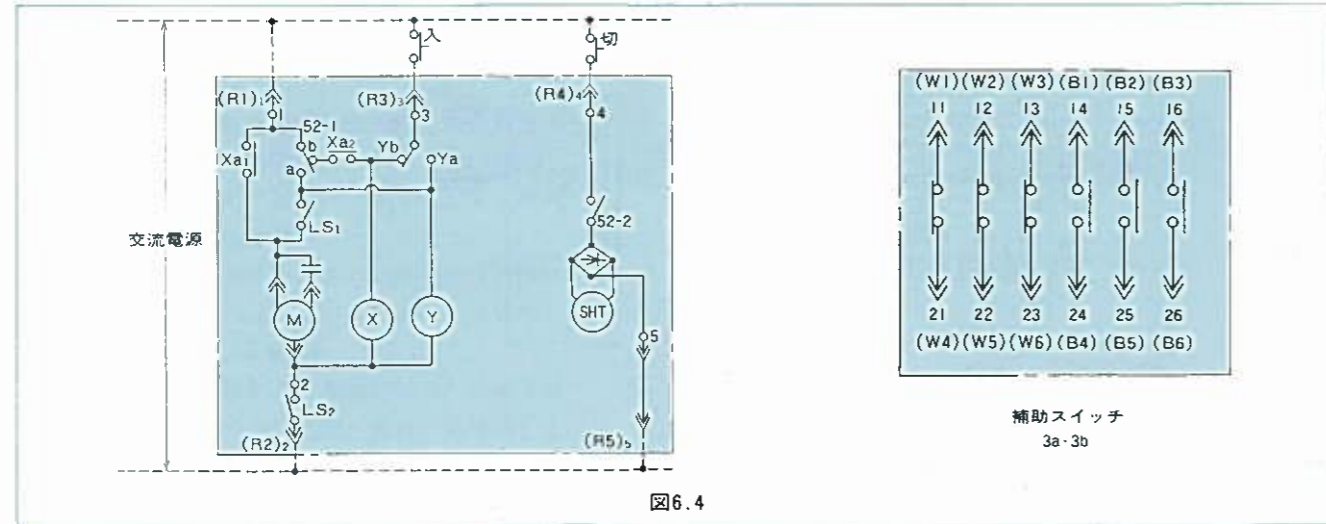 入
切
(R1)₁
(R3)₃
(R4)₄
1
3
4
52-1
Xa₁
b
Xa₂
Yb
Ya
a
LS₁
52-2
交流電源
M
X
Y
SHT
5
2
LS₂
(R2)₂
(R5)₅
(W1)(W2)(W3)(B1)(B2)(B3)
11 12 13 14 15 16
21 22 23 24 25 26
(W4)(W5)(W6)(B4)(B5)(B6)
補助スイッチ
3a·3b
図6.4